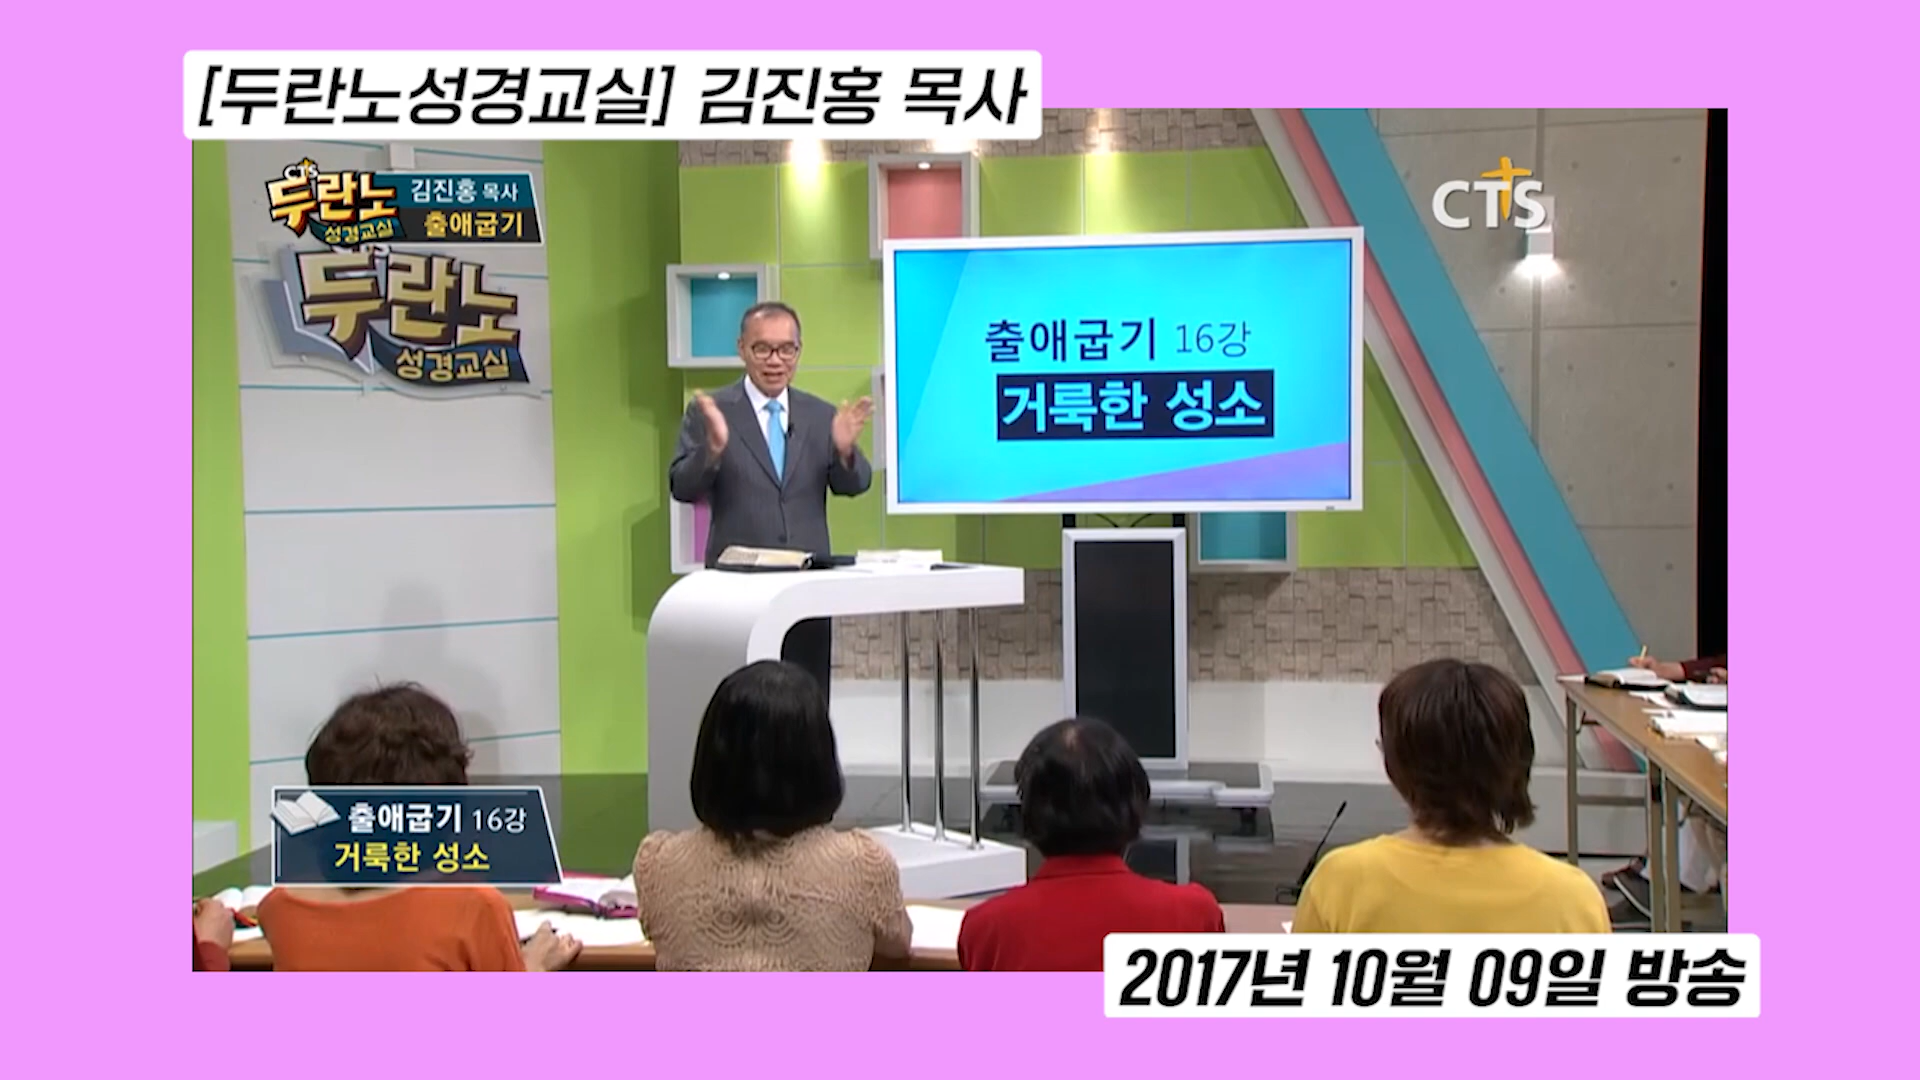 [두란노성경교실] 김진홍 목사
CTS
두란노
성경교실
김진홍 목사
출애굽기
CTS
두란노
성경교실
출애굽기 16강
거룩한 성소
출애굽기 16강
거룩한 성소
2017년 10월 09일 방송